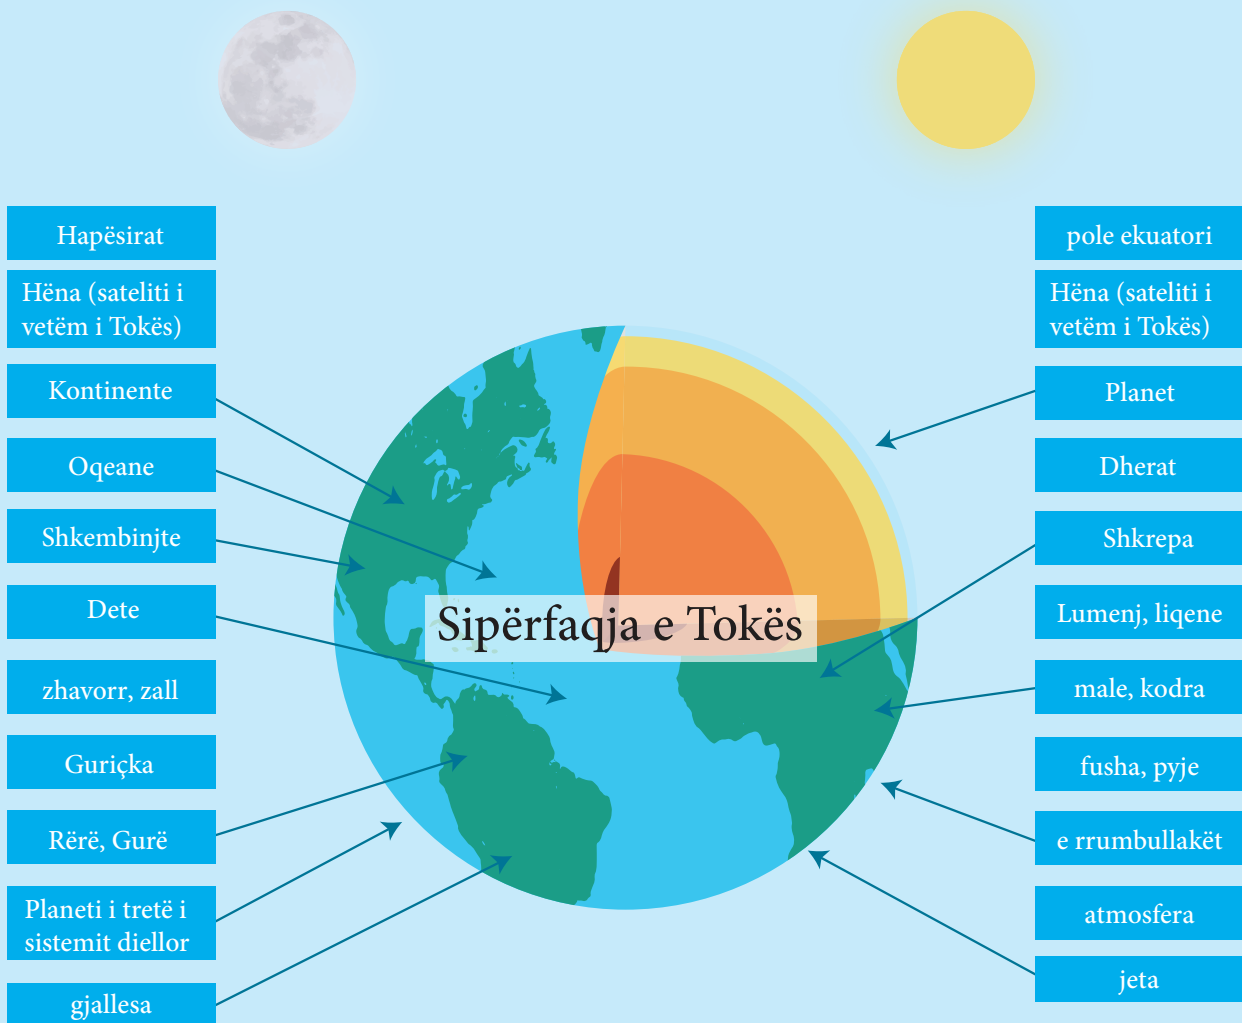 Hapësirat
Hëna (sateliti i
vetëm i Tokës)
Kontinente
Oqeane
Shkembinjte
Dete
zhavorr, zall
Guriçka
Rërë, Gurë
Planeti i tretë i
sistemit diellor
gjallesa
Sipërfaqja e Tokës
pole ekuatori
Hëna (sateliti i
vetëm i Tokës)
Planet
Dherat
Shkrepa
Lumenj, liqene
male, kodra
fusha, pyje
e rrumbullakët
atmosfera
jeta